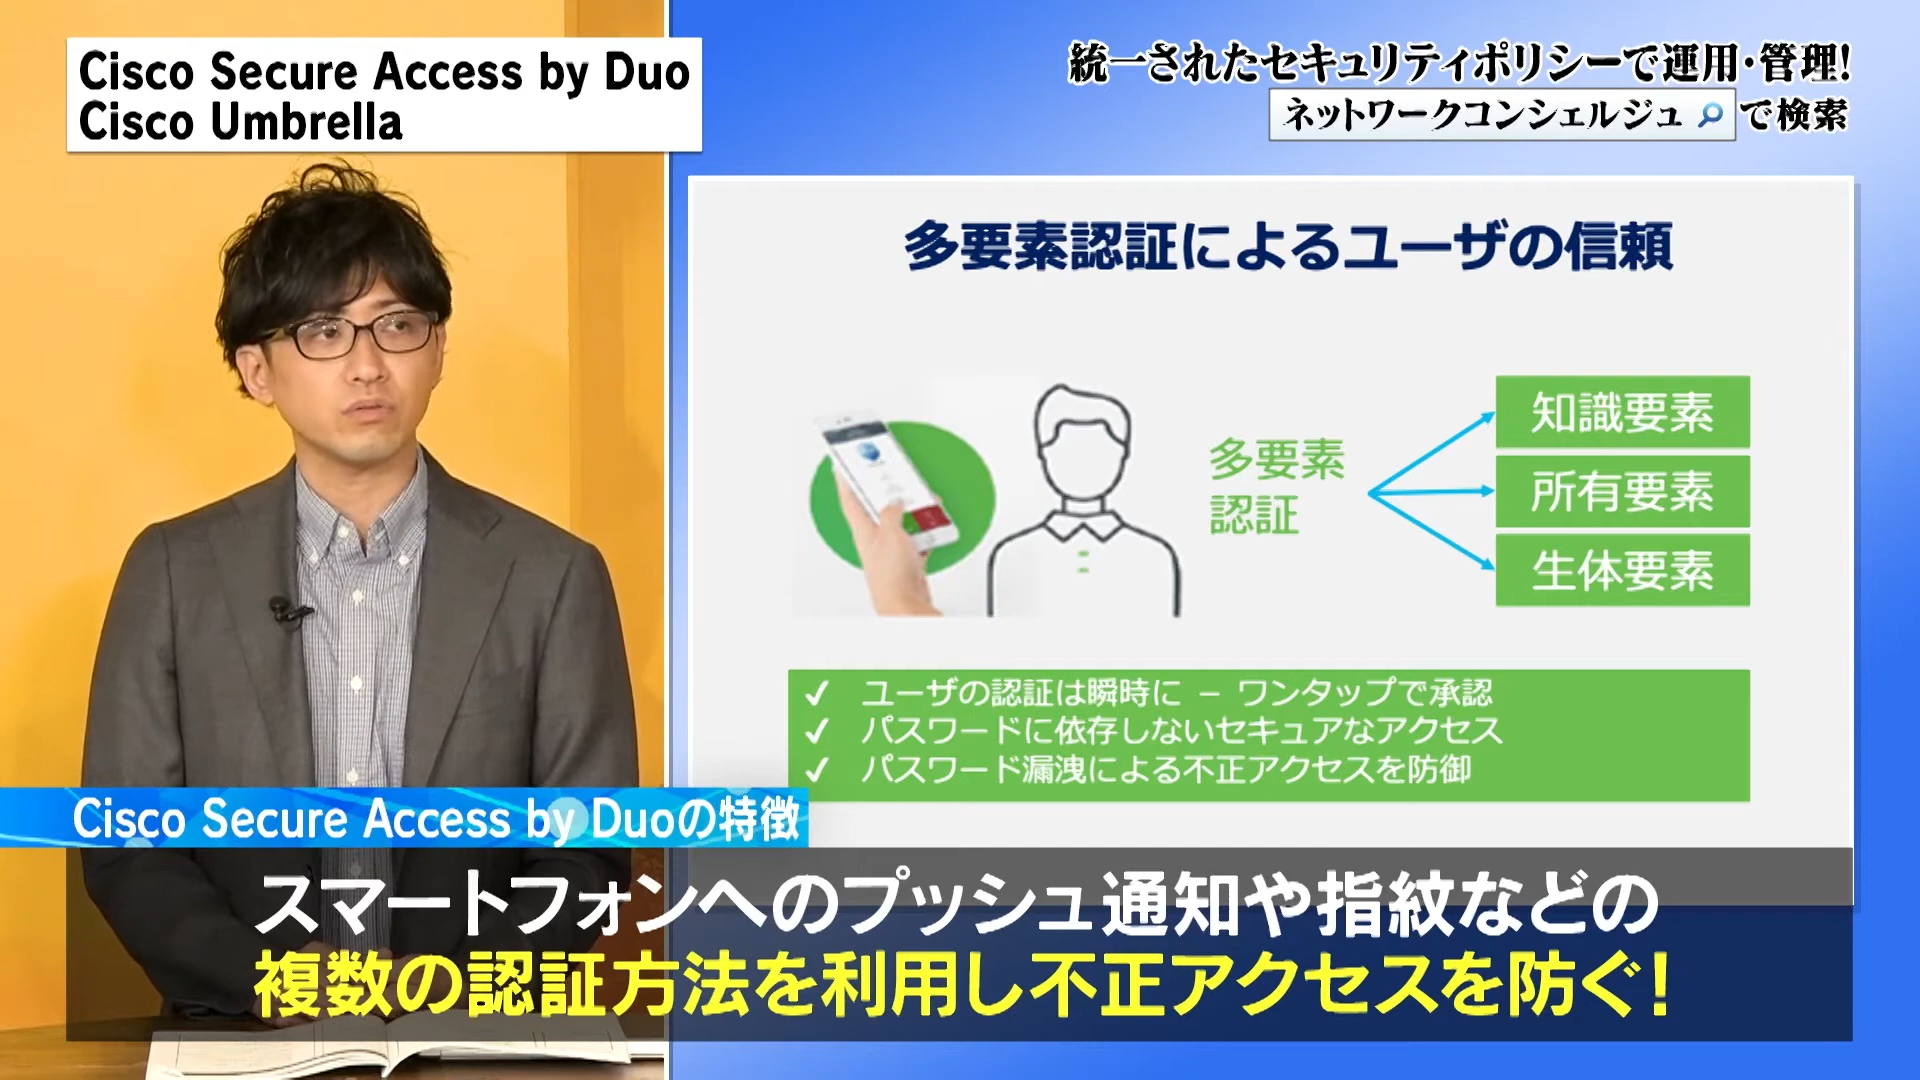 Cisco Secure Access by Duo
Cisco Umbrella
統一されたセキュリティポリシーで運用・管理!
ネットワークコンシェルジュ で検索
多要素認証によるユーザの信頼
多要素
認証
知識要素
所有要素
生体要素
✓ ユーザの認証は瞬時に − ワンタップで承認
✓ パスワードに依存しないセキュアなアクセス
✓ パスワード漏洩による不正アクセスを防御
Cisco Secure Access by Duoの特徴
スマートフォンへのプッシュ通知や指紋などの
複数の認証方法を利用し不正アクセスを防ぐ!